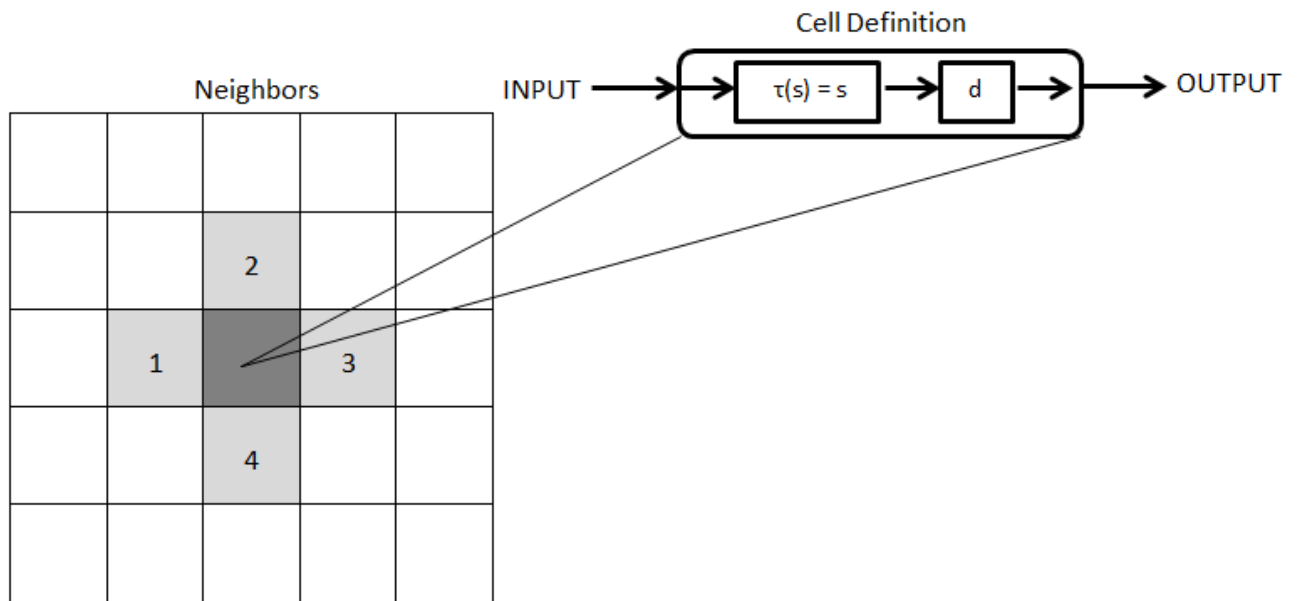 Cell Definition
Neighbors
INPUT
τ(s) = s
d
OUTPUT
2
1
3
4